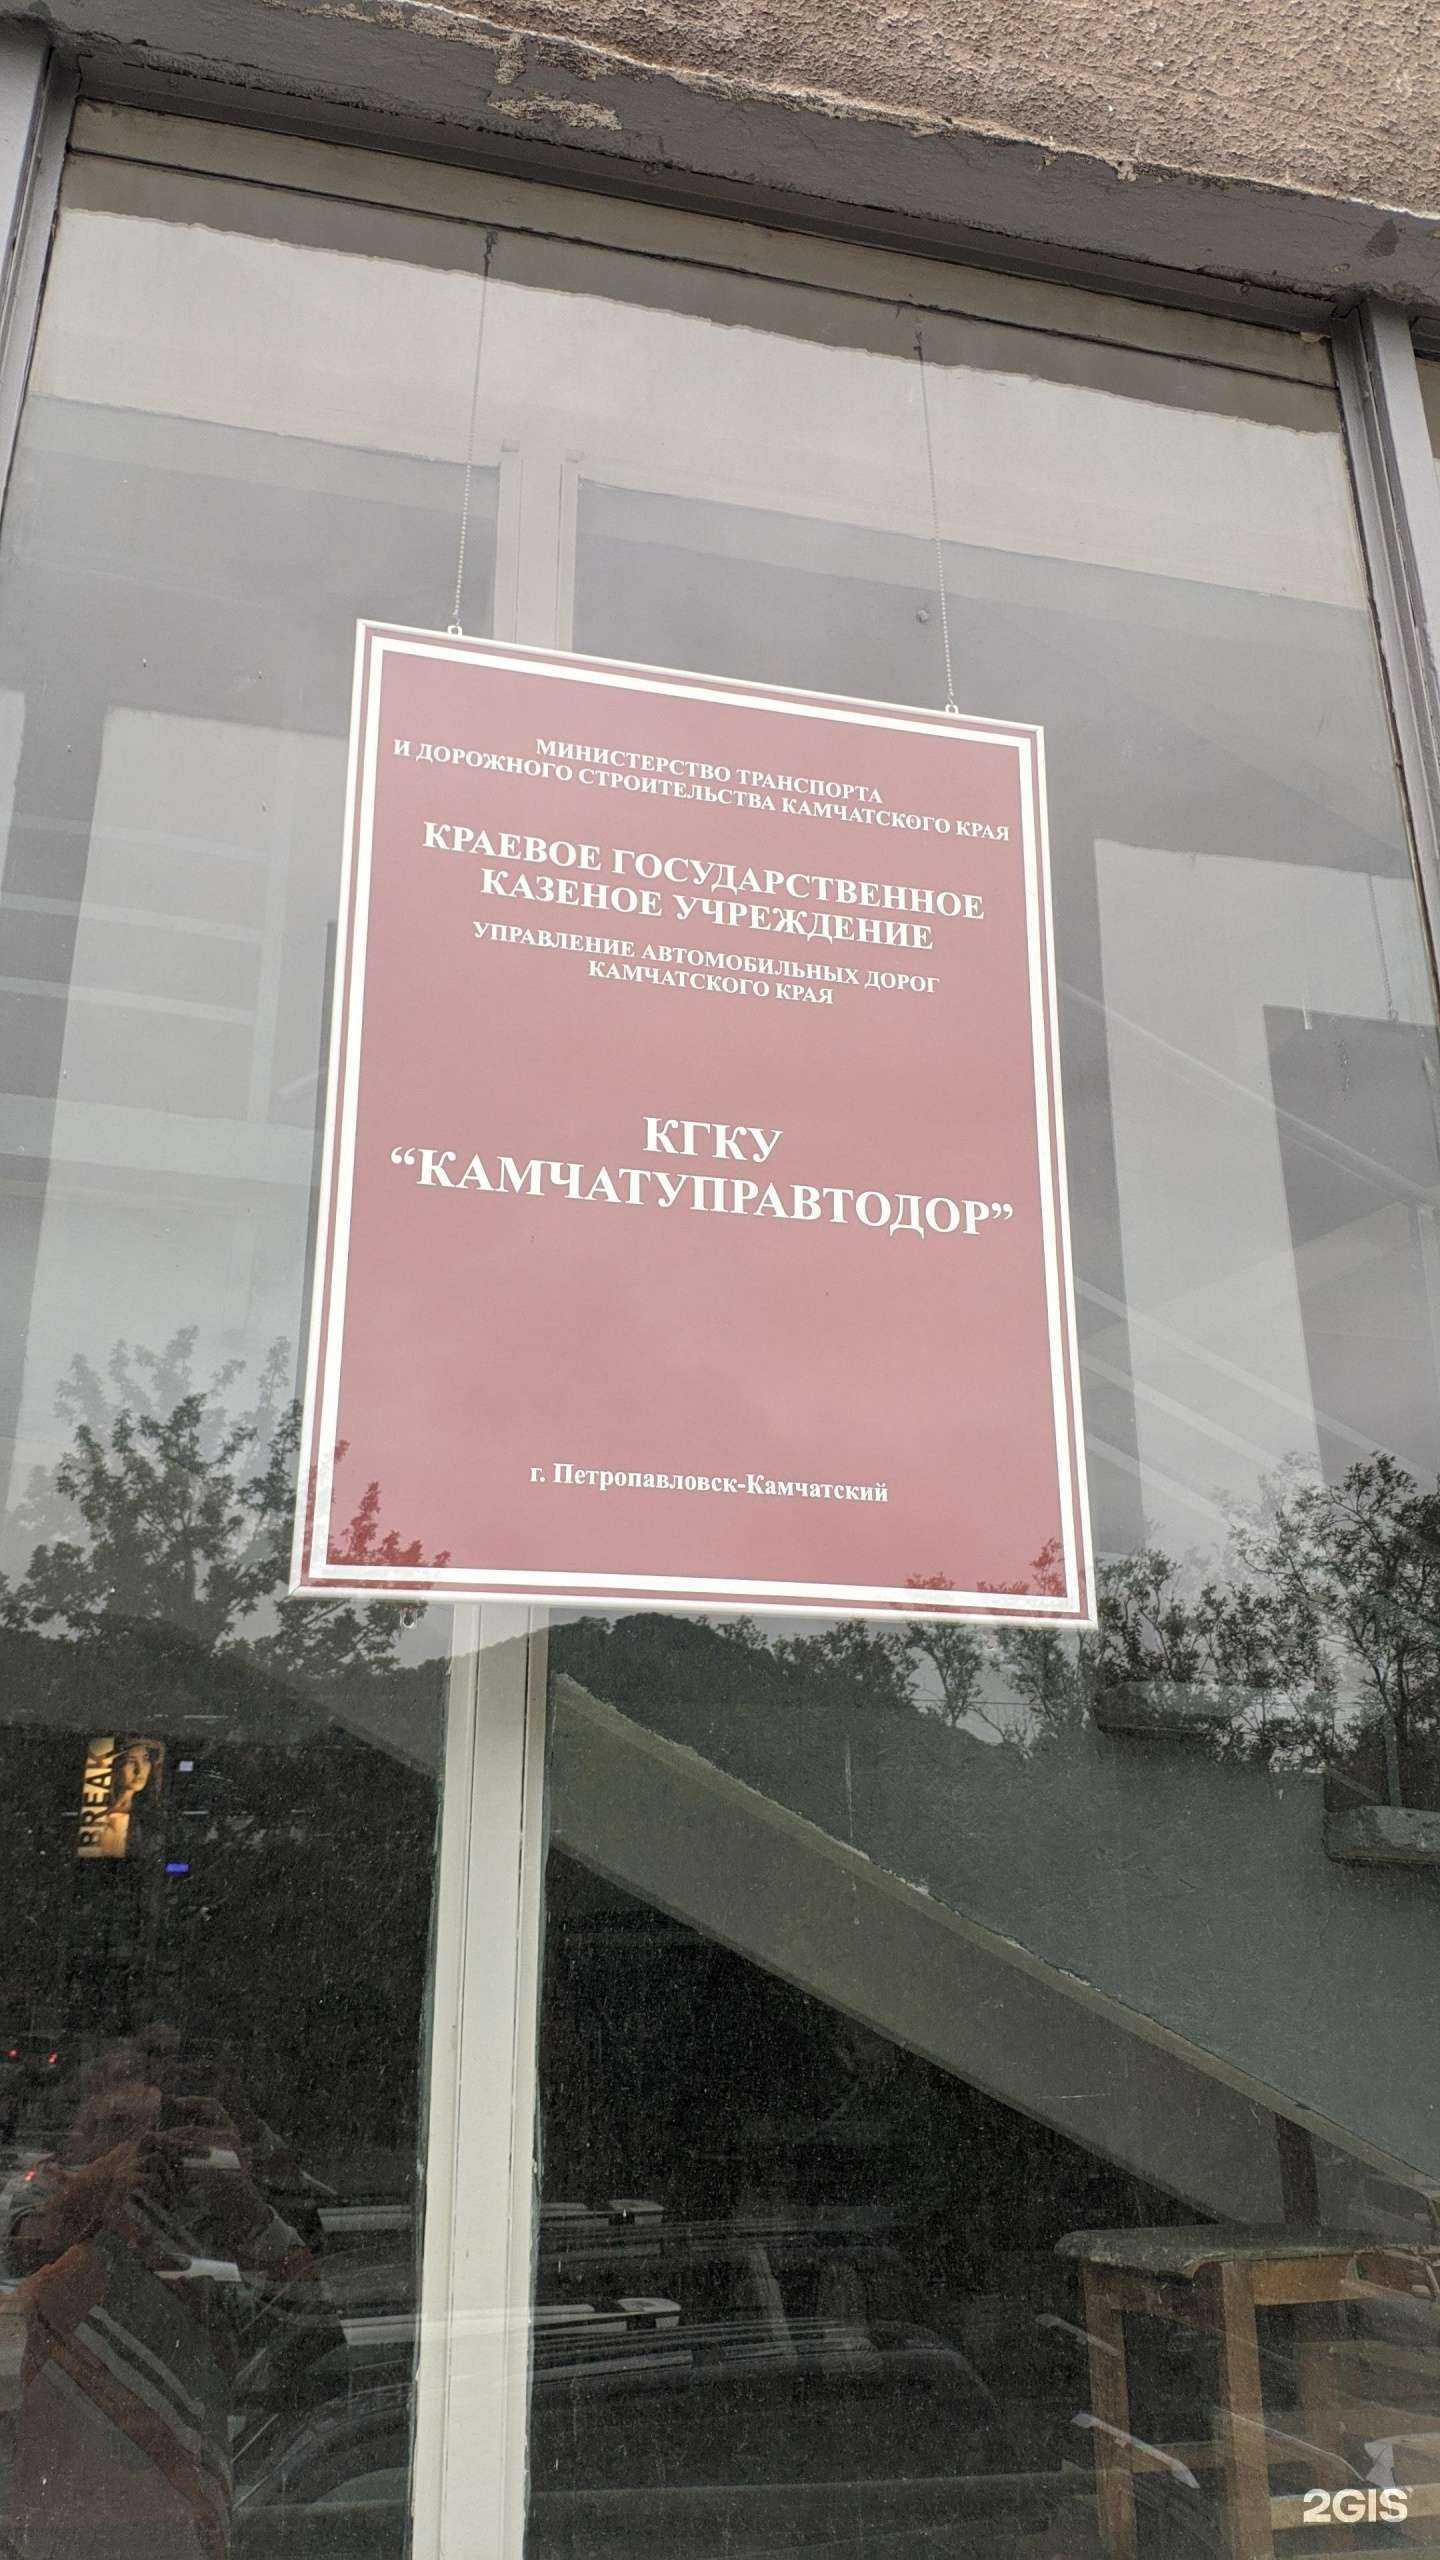 МИНИСТЕРСТВО ТРАНСПОРТА
И ДОРОЖНОГО СТРОИТЕЛЬСТВА КАМЧАТСКОГО КРАЯ
КРАЕВОЕ ГОСУДАРСТВЕННОЕ
КАЗЕНОЕ УЧРЕЖДЕНИЕ
УПРАВЛЕНИЕ АВТОМОБИЛЬНЫХ ДОРОГ
КАМЧАТСКОГО КРАЯ
КГКУ
“КАМЧАТУПРАВТОДОР”
г. Петропавловск-Камчатский
BREAK
2GIS